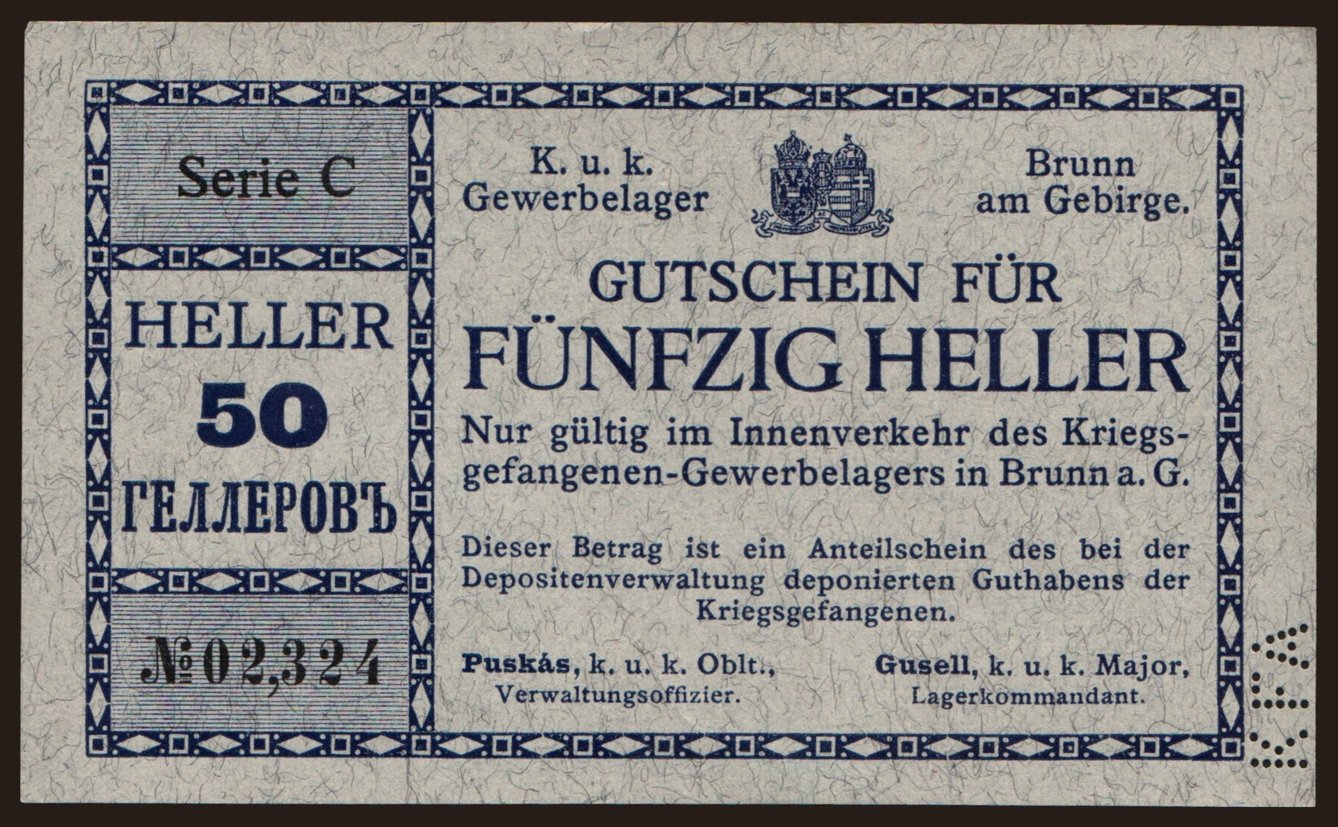 Serie C
HELLER
50
ГЕЛЛЕРОВЪ
№ 02,324
K. u. k.
Gewerbelager
Brunn
am Gebirge.
GUTSCHEIN FÜR
FÜNFZIG HELLER
Nur gültig im Innenverkehr des Kriegs-
gefangenen-Gewerbelagers in Brunn a. G.
Dieser Betrag ist ein Anteilschein des bei der
Depositenverwaltung deponierten Guthabens der
Kriegsgefangenen.
Puskás, k. u. k. Oblt.,
Verwaltungsoffizier.
Gusell, k. u. k. Major,
Lagerkommandant.